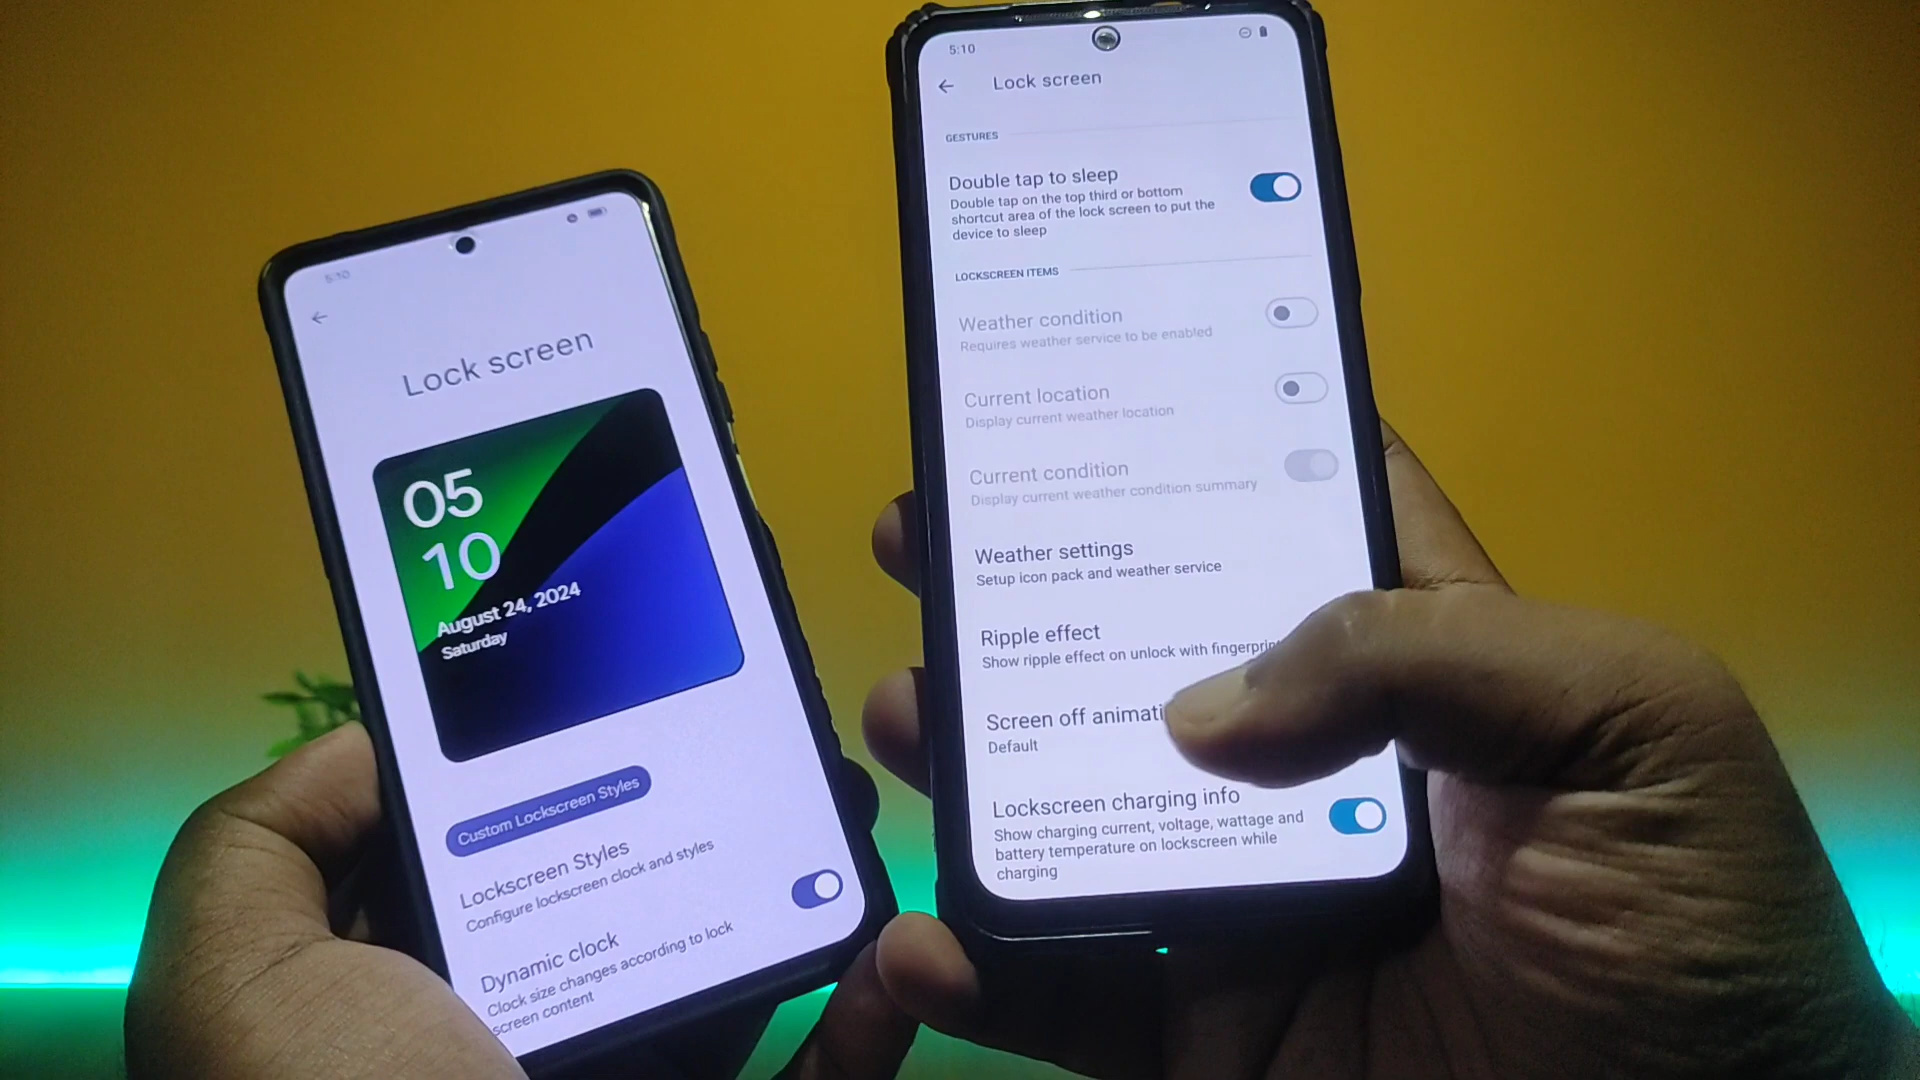 5:10
Lock screen
05
10
August 24, 2024
Saturday
Custom Lockscreen Styles
Lockscreen Styles
Configure lockscreen clock and styles
Dynamic clock
Clock size changes according to lock
screen content
5:10
Lock screen
GESTURES
Double tap to sleep
Double tap on the top third or bottom
shortcut area of the lock screen to put the
device to sleep
LOCKSCREEN ITEMS
Weather condition
Requires weather service to be enabled
Current location
Display current weather location
Current condition
Display current weather condition summary
Weather settings
Setup icon pack and weather service
Ripple effect
Show ripple effect on unlock with
Screen off
Default
Lockscreen charging info
Show charging current, voltage, wattage and
battery temperature on lockscreen while
charging